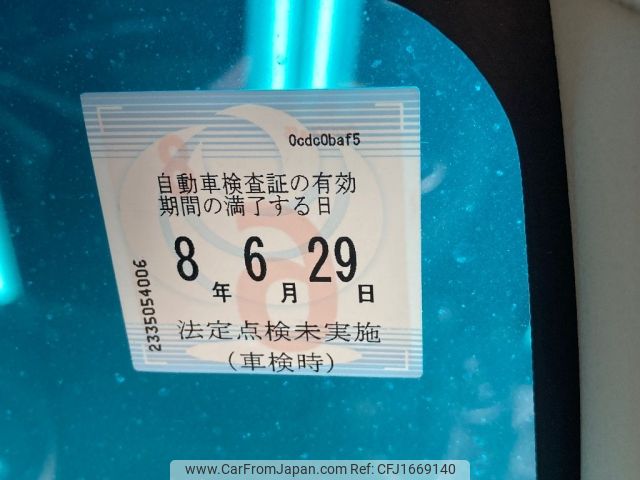 0cdc0baf5
自動車検査証の有効
期間の満了する日
8年 6月 29日
法定点検未実施
(車検時)
2335054006
www.CarFromJapan.com | CFJ1669140